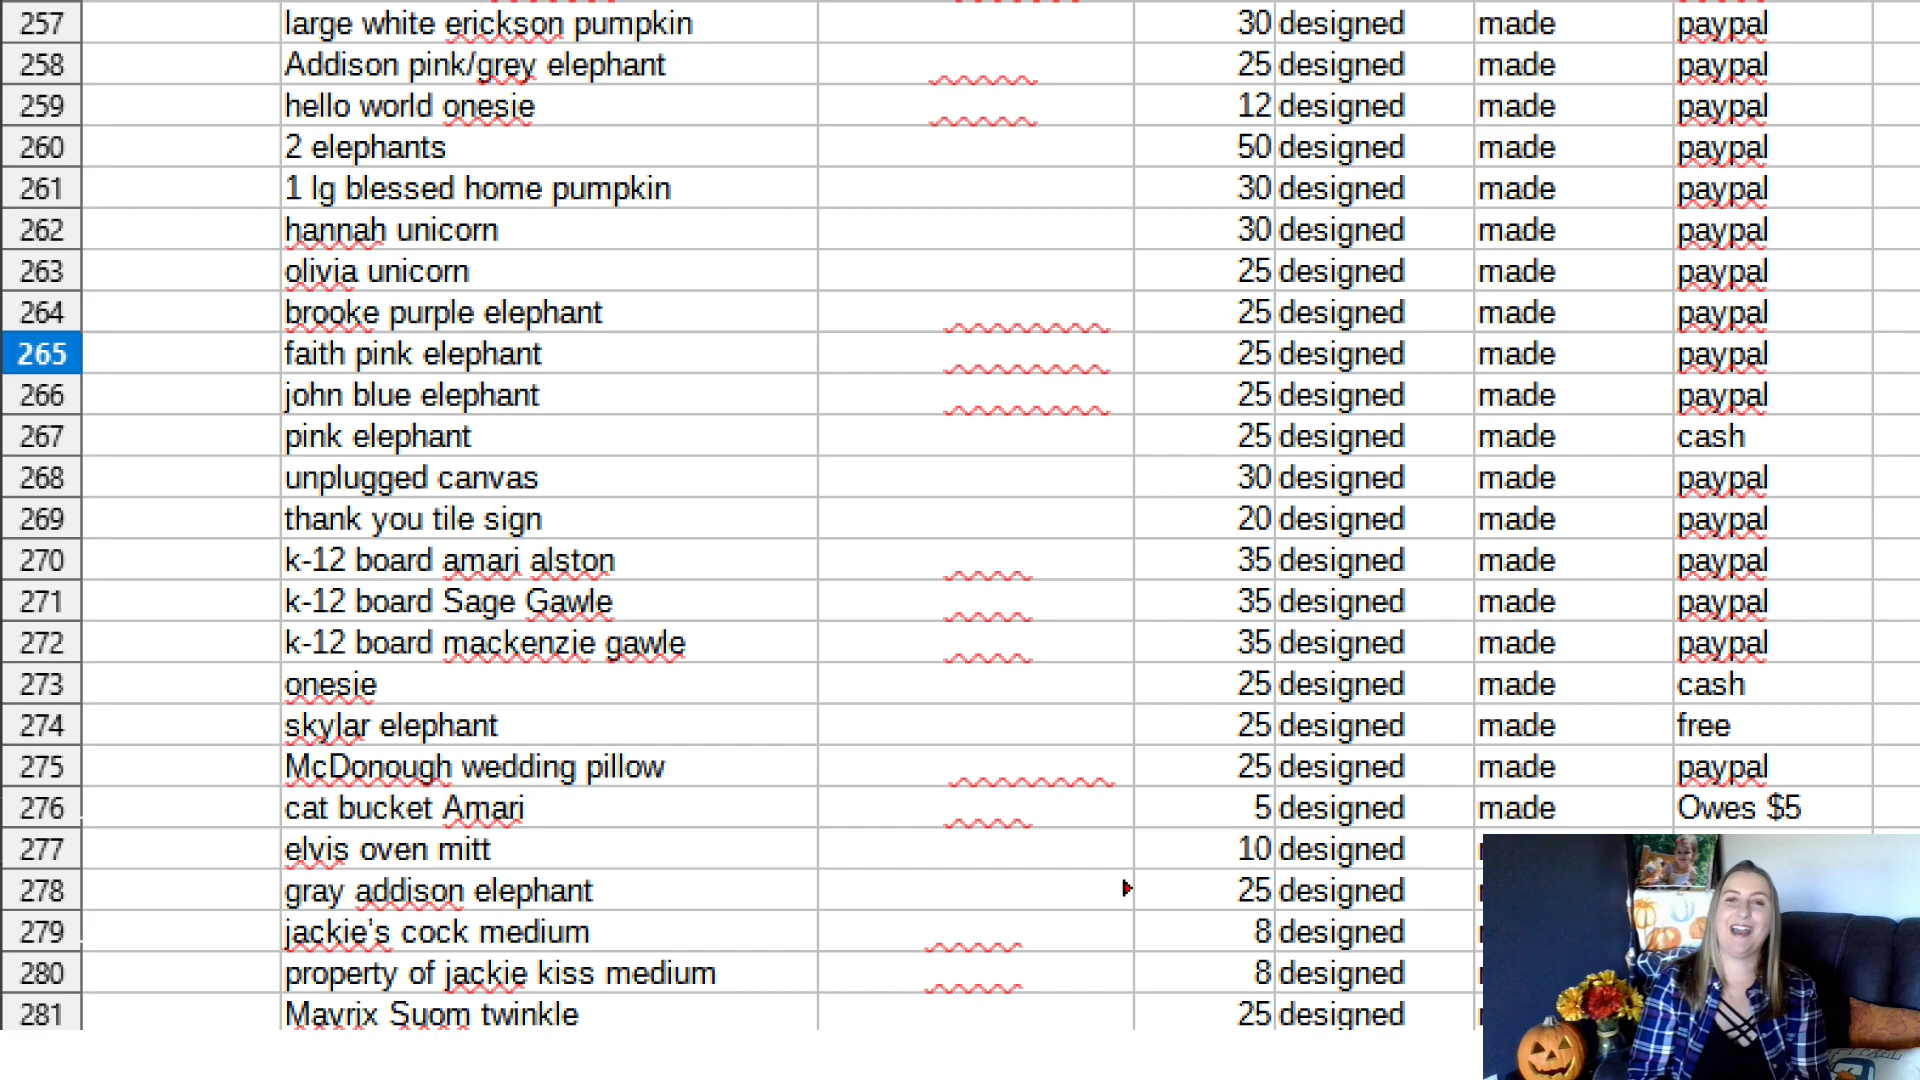 257 large white erickson pumpkin 30 designed made paypal
258 Addison pink/grey elephant 25 designed made paypal
259 hello world onesie 12 designed made paypal
260 2 elephants 50 designed made paypal
261 1 lg blessed home pumpkin 30 designed made paypal
262 hannah unicorn 30 designed made paypal
263 olivia unicorn 25 designed made paypal
264 brooke purple elephant 25 designed made paypal
265 faith pink elephant 25 designed made paypal
266 john blue elephant 25 designed made paypal
267 pink elephant 25 designed made cash
268 unplugged canvas 30 designed made paypal
269 thank you tile sign 20 designed made paypal
270 k-12 board amari alston 35 designed made paypal
271 k-12 board Sage Gawle 35 designed made paypal
272 k-12 board mackenzie gawle 35 designed made paypal
273 onesie 25 designed made cash
274 skylar elephant 25 designed made free
275 McDonough wedding pillow 25 designed made paypal
276 cat bucket Amari 5 designed made Owes $5
277 elvis oven mitt 10 designed
278 gray addison elephant 25 designed
279 jackie's cock medium 8 designed
280 property of jackie kiss medium 8 designed
281 Mavrix Suom twinkle 25 designed